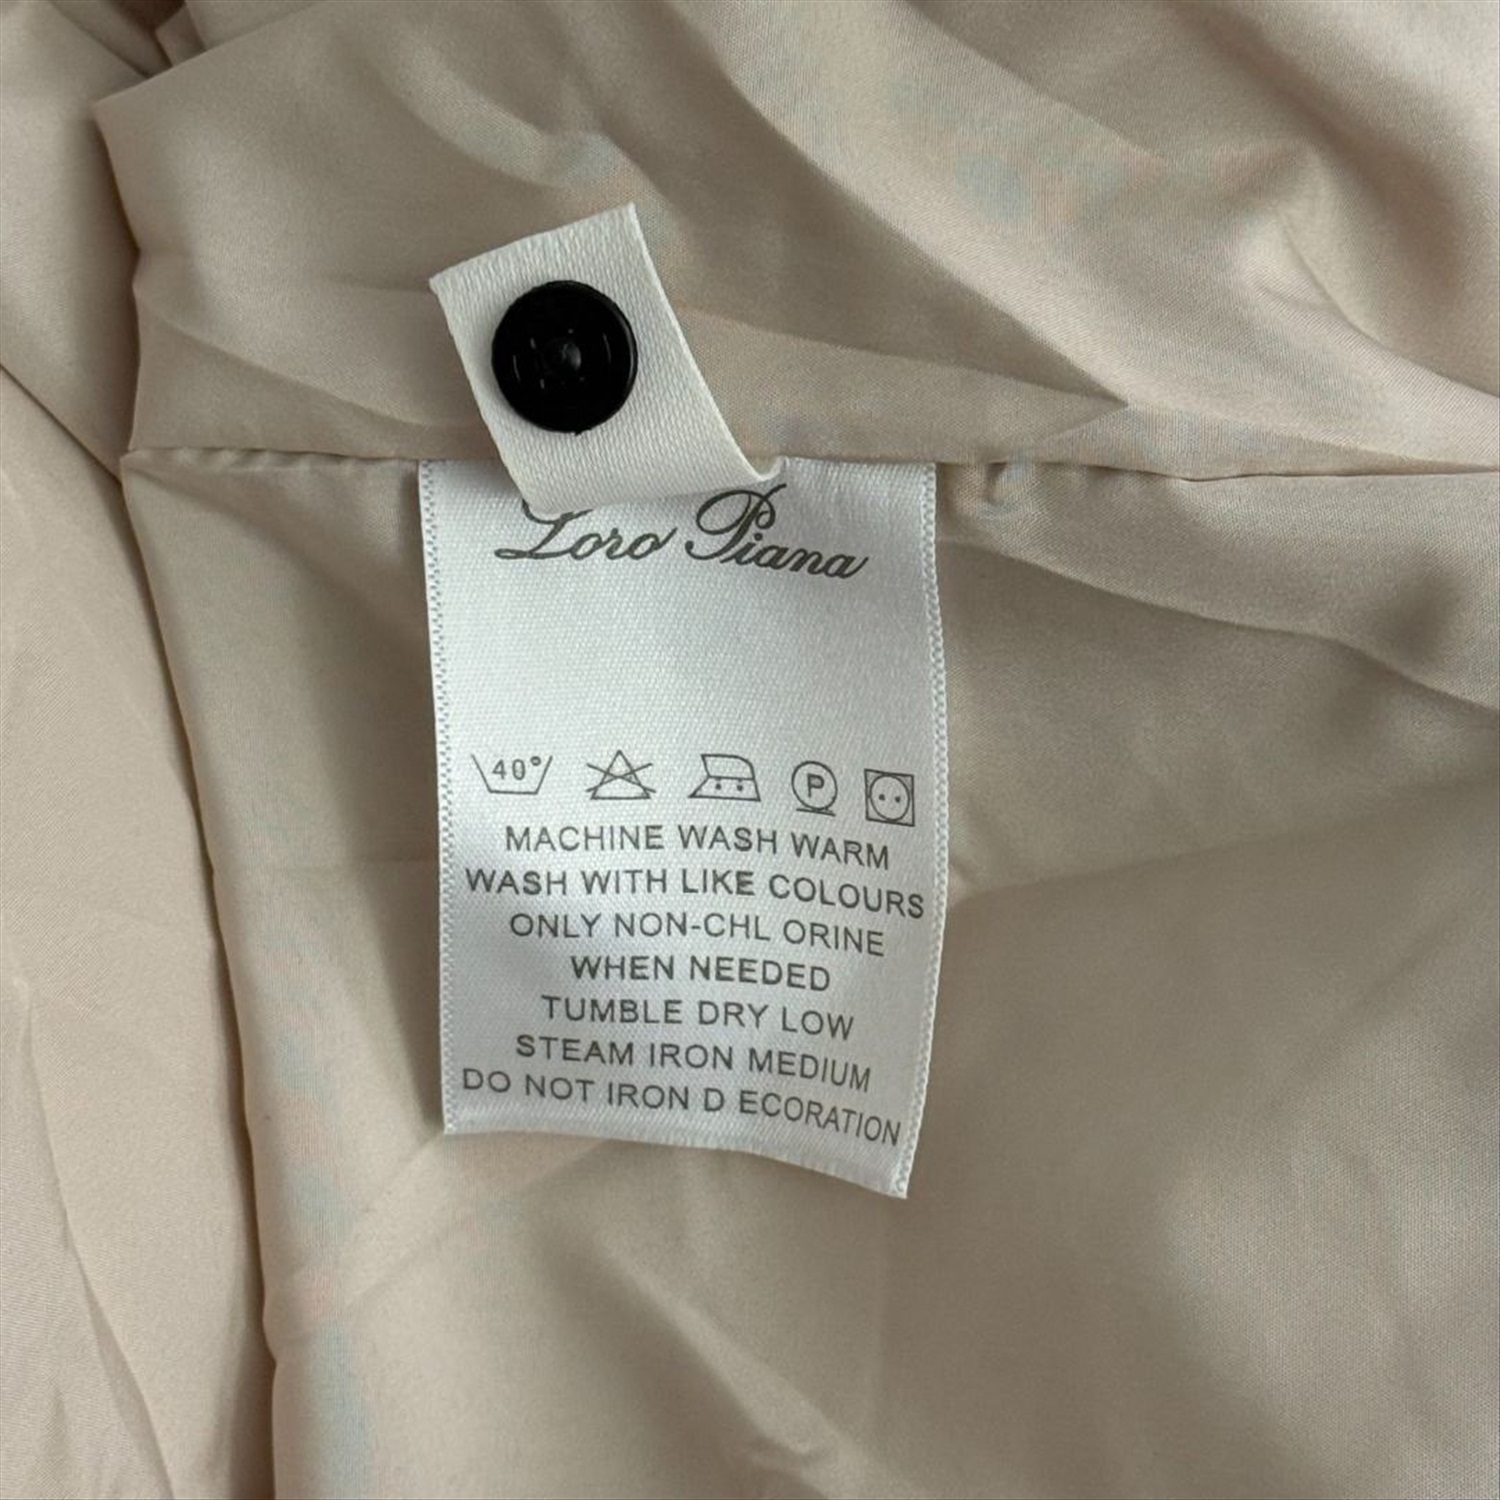 Loro Piana
40°
P
MACHINE WASH WARM
WASH WITH LIKE COLOURS
ONLY NON-CHL ORINE
WHEN NEEDED
TUMBLE DRY LOW
STEAM IRON MEDIUM
DO NOT IRON D ECORATION